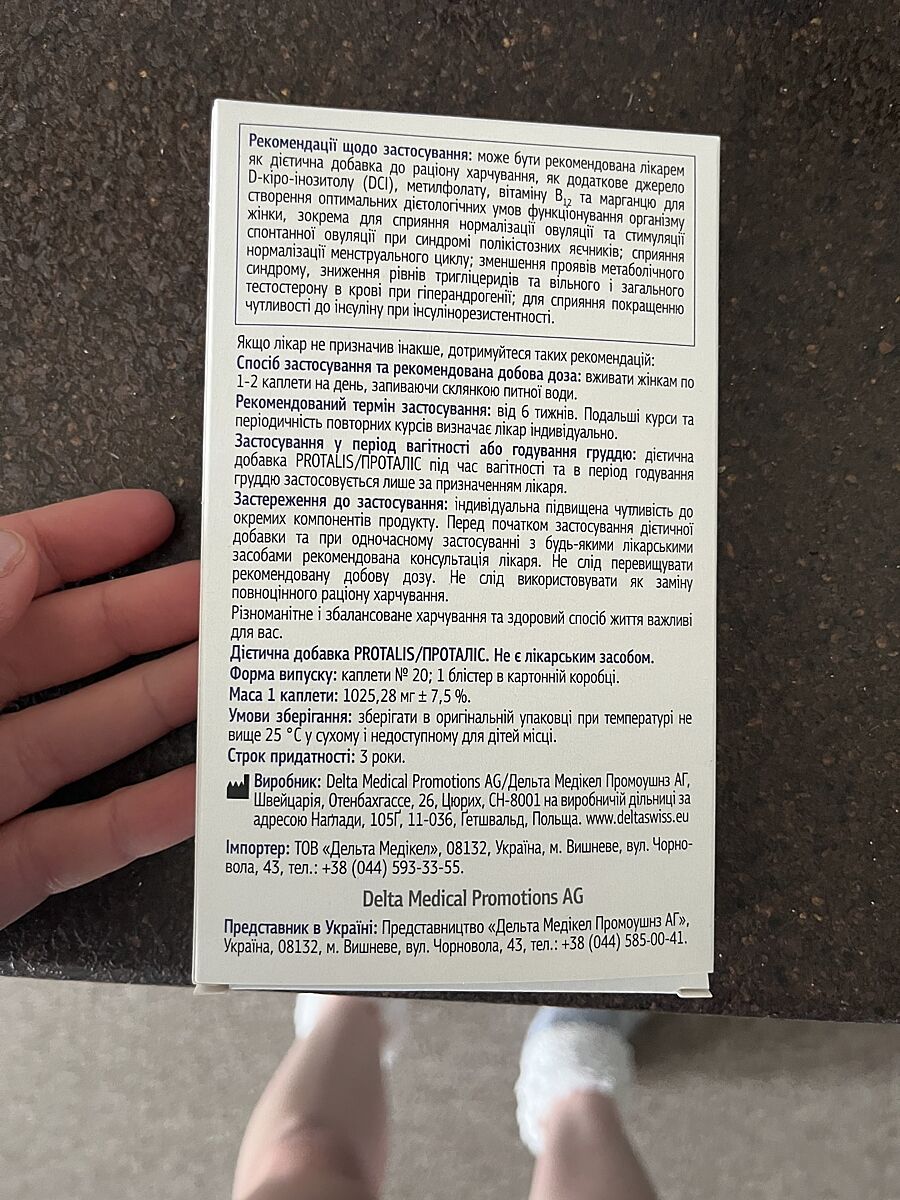 Рекомендації щодо застосування: може бути рекомендована лікарем
як дієтична добавка до раціону харчування, як додаткове джерело
D-кіро-інозитолу (DCI), метилфолату, вітаміну B12 та марганцю для
створення оптимальних дієтологічних умов функціонування організму
жінки, зокрема для сприяння нормалізації овуляції та стимуляції
спонтанної овуляції при синдромі полікістозних яєчників; сприяння
нормалізації менструального циклу; зменшення проявів метаболічного
синдрому, зниження рівнів тригліцеридів та вільного і загального
тестостерону в крові при гіперандрогенії; для сприяння покращенню
чутливості до інсуліну при інсулінорезистентності.
Якщо лікар не призначив інакше, дотримуйтеся таких рекомендацій:
Спосіб застосування та рекомендована добова доза: вживати жінкам по
1-2 каплети на день, запиваючи склянкою питної води.
Рекомендований термін застосування: від 6 тижнів. Подальші курси та
періодичність повторних курсів визначає лікар індивідуально.
Застосування у період вагітності або годування груддю: дієтична
добавка PROTALIS/ПРОТАЛІС під час вагітності та в період годування
груддю застосовується лише за призначенням лікаря.
Застереження до застосування: індивідуальна підвищена чутливість до
окремих компонентів продукту. Перед початком застосування дієтичної
добавки та при одночасному застосуванні з будь-якими лікарськими
засобами рекомендована консультація лікаря. Не слід перевищувати
рекомендовану добову дозу. Не слід використовувати як заміну
повноцінного раціону харчування.
Різноманітне і збалансоване харчування та здоровий спосіб життя важливі
для вас.
Дієтична добавка PROTALIS/ПРОТАЛІС. Не є лікарським засобом.
Форма випуску: каплети № 20; 1 блістер в картонній коробці.
Маса 1 каплети: 1025,28 мг ± 7,5 %.
Умови зберігання: зберігати в оригінальній упаковці при температурі не
вище 25 °C у сухому і недоступному для дітей місці.
Строк придатності: 3 роки.
Виробник: Delta Medical Promotions AG/Дельта Медікел Промоушнз АГ,
Швейцарія, Отенбахгассе, 26, Цюрих, CH-8001 на виробничій дільниці за
адресою Наґлади, 105Ґ, 11-036, Ґетшвальд, Польща. www.deltaswiss.eu
Імпортер: ТОВ «Дельта Медікел», 08132, Україна, м. Вишневе, вул. Чорно-
вола, 43, тел.: +38 (044) 593-33-55.
Delta Medical Promotions AG
Представник в Україні: Представництво «Дельта Медікел Промоушнз АГ»,
Україна, 08132, м. Вишневе, вул. Чорновола, 43, тел.: +38 (044) 585-00-41.